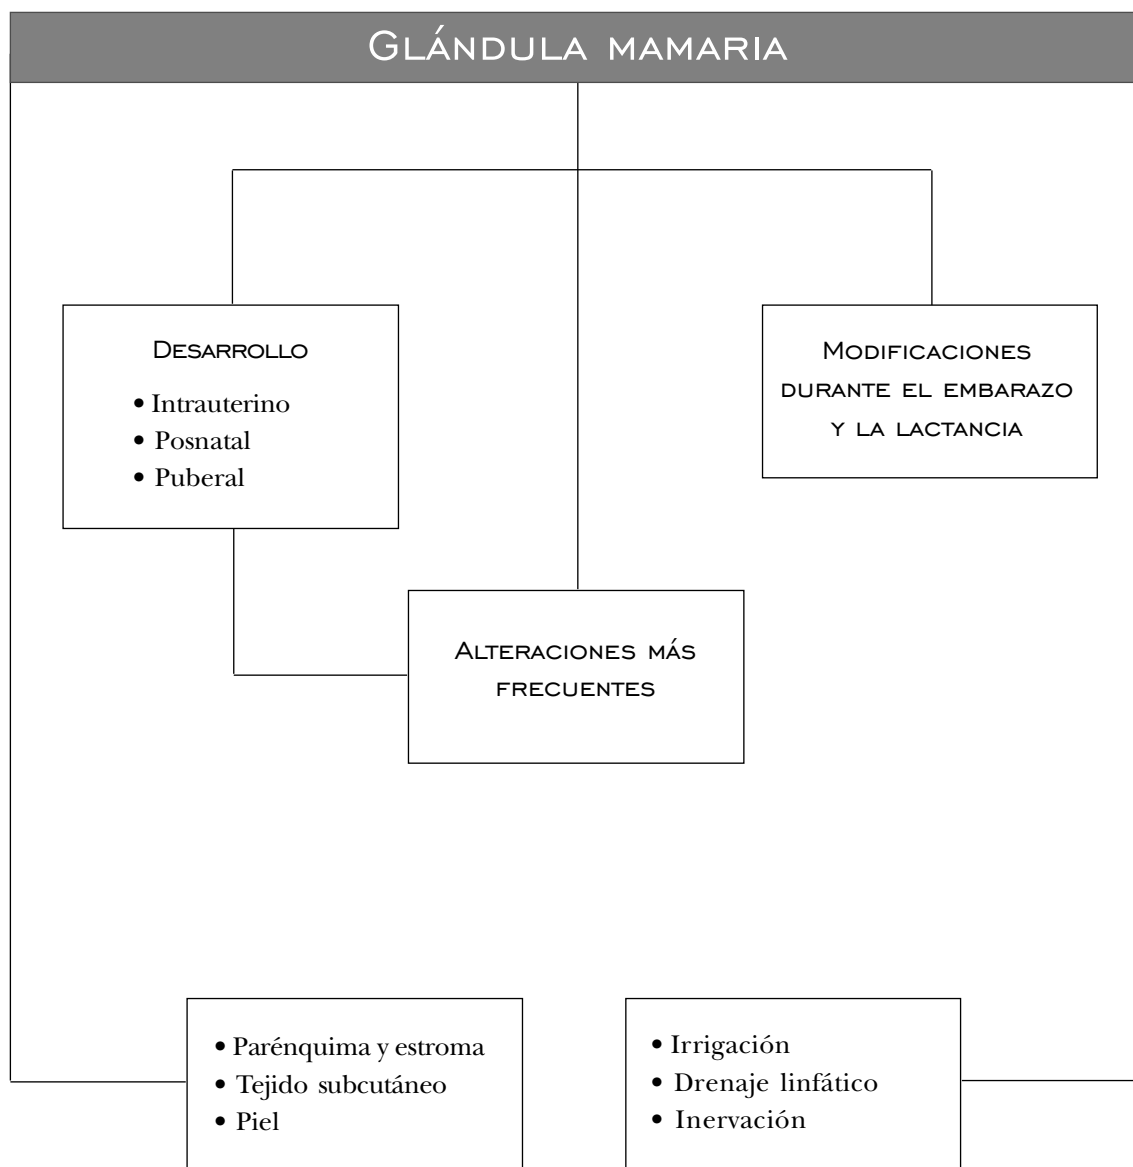 GLÁNDULA MAMARIA
DESARROLLO
• Intrauterino
• Posnatal
• Puberal
MODIFICACIONES
DURANTE EL EMBARAZO
Y LA LACTANCIA
ALTERACIONES MÁS
FRECUENTES
• Parénquima y estroma
• Tejido subcutáneo
• Piel
• Irrigación
• Drenaje linfático
• Inervación